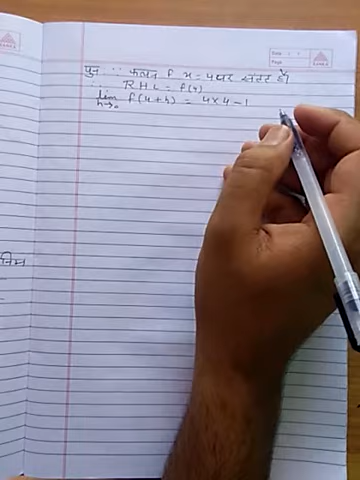 पुनः ∵ फलन f x = 4 पर सतत है
∴ RHL = f(4)
lim h→0 f(4+h) = 4×4-1